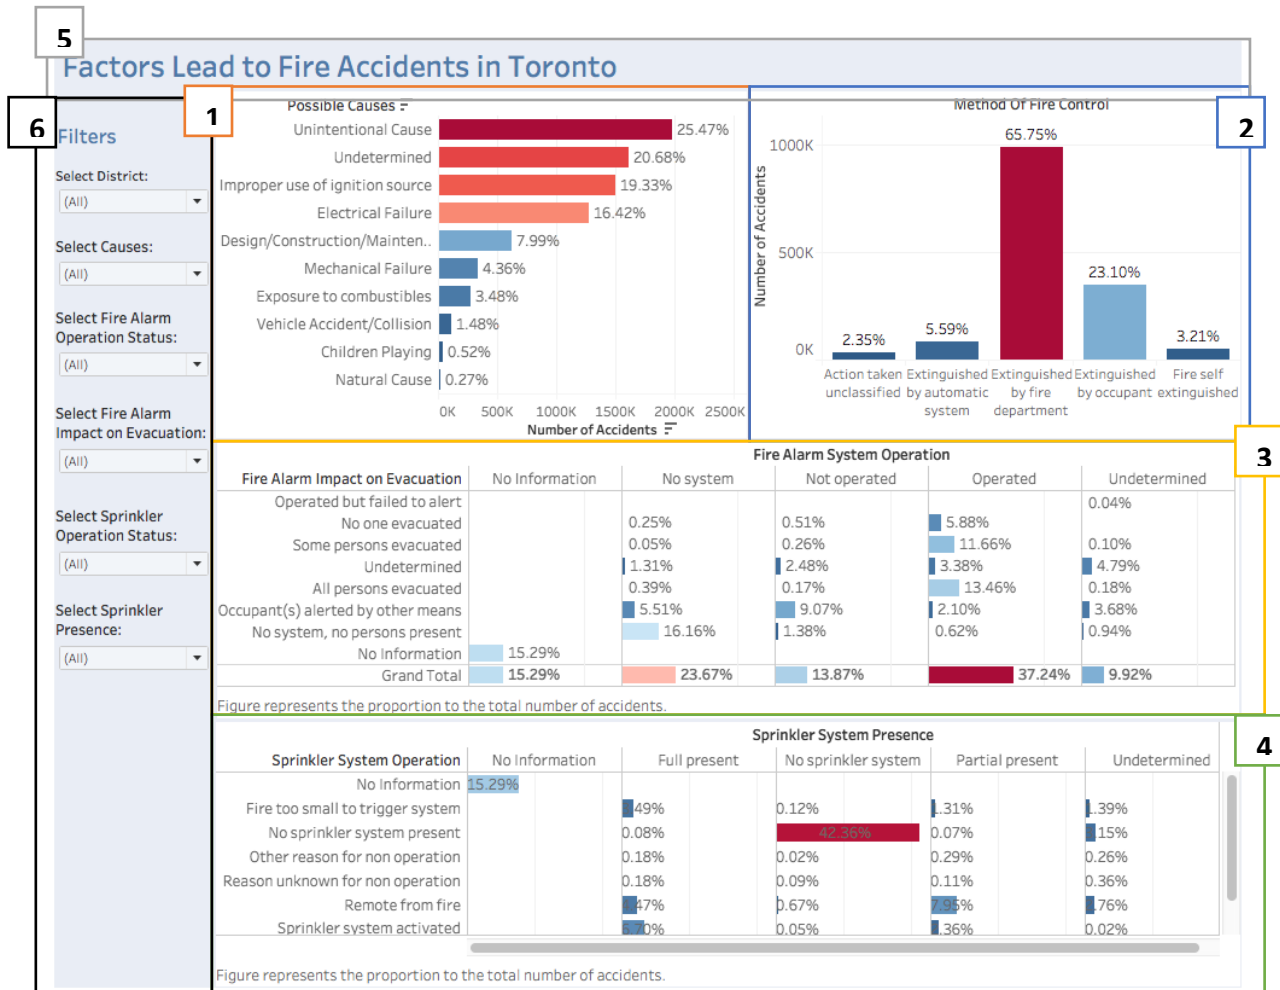 5
Factors Lead to Fire Accidents in Toronto
6
Filters
Select District:
(All)
Select Causes:
(All)
Select Fire Alarm
Operation Status:
(All)
Select Fire Alarm
Impact on Evacuation:
(All)
Select Sprinkler
Operation Status:
(All)
Select Sprinkler
Presence:
(All)
1
Possible Causes
Unintentional Cause 25.47%
Undetermined 20.68%
Improper use of ignition source 19.33%
Electrical Failure 16.42%
Design/Construction/Mainten.. 7.99%
Mechanical Failure 4.36%
Exposure to combustibles 3.48%
Vehicle Accident/Collision 1.48%
Children Playing 0.52%
Natural Cause 0.27%
0K 500K 1000K 1500K 2000K 2500K
Number of Accidents
2
Method Of Fire Control
Number of Accidents
1000K
500K
0K
2.35% 5.59% 65.75% 23.10% 3.21%
Action taken Extinguished Extinguished Extinguished Fire self
unclassified by automatic by fire by occupant extinguished
system department
3
Fire Alarm System Operation
Fire Alarm Impact on Evacuation No Information No system Not operated Operated Undetermined
Operated but failed to alert 0.04%
No one evacuated 0.25% 0.51% 5.88%
Some persons evacuated 0.05% 0.26% 11.66% 0.10%
Undetermined 1.31% 2.48% 3.38% 4.79%
All persons evacuated 0.39% 0.17% 13.46% 0.18%
Occupant(s) alerted by other means 5.51% 9.07% 2.10% 3.68%
No system, no persons present 16.16% 1.38% 0.62% 0.94%
No Information 15.29%
Grand Total 15.29% 23.67% 13.87% 37.24% 9.92%
Figure represents the proportion to the total number of accidents.
4
Sprinkler System Presence
Sprinkler System Operation No Information Full present No sprinkler system Partial present Undetermined
No Information 15.29%
Fire too small to trigger system 0.12%
No sprinkler system present 0.08% 42.36% 0.07%
Other reason for non operation 0.18% 0.02% 0.29% 0.26%
Reason unknown for non operation 0.18% 0.09% 0.11% 0.36%
Remote from fire 0.67% 7.95%
Sprinkler system activated 0.05% 0.02%
Figure represents the proportion to the total number of accidents.